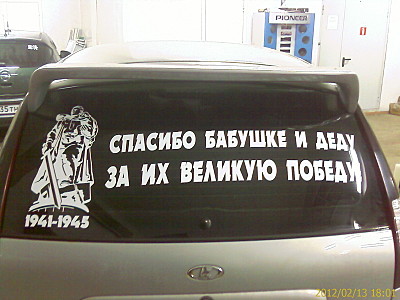 PIONEER
СПАСИБО БАБУШКЕ И ДЕДУ
ЗА ИХ ВЕЛИКУЮ ПОБЕДУ
1941-1945
2012/02/13 18:01